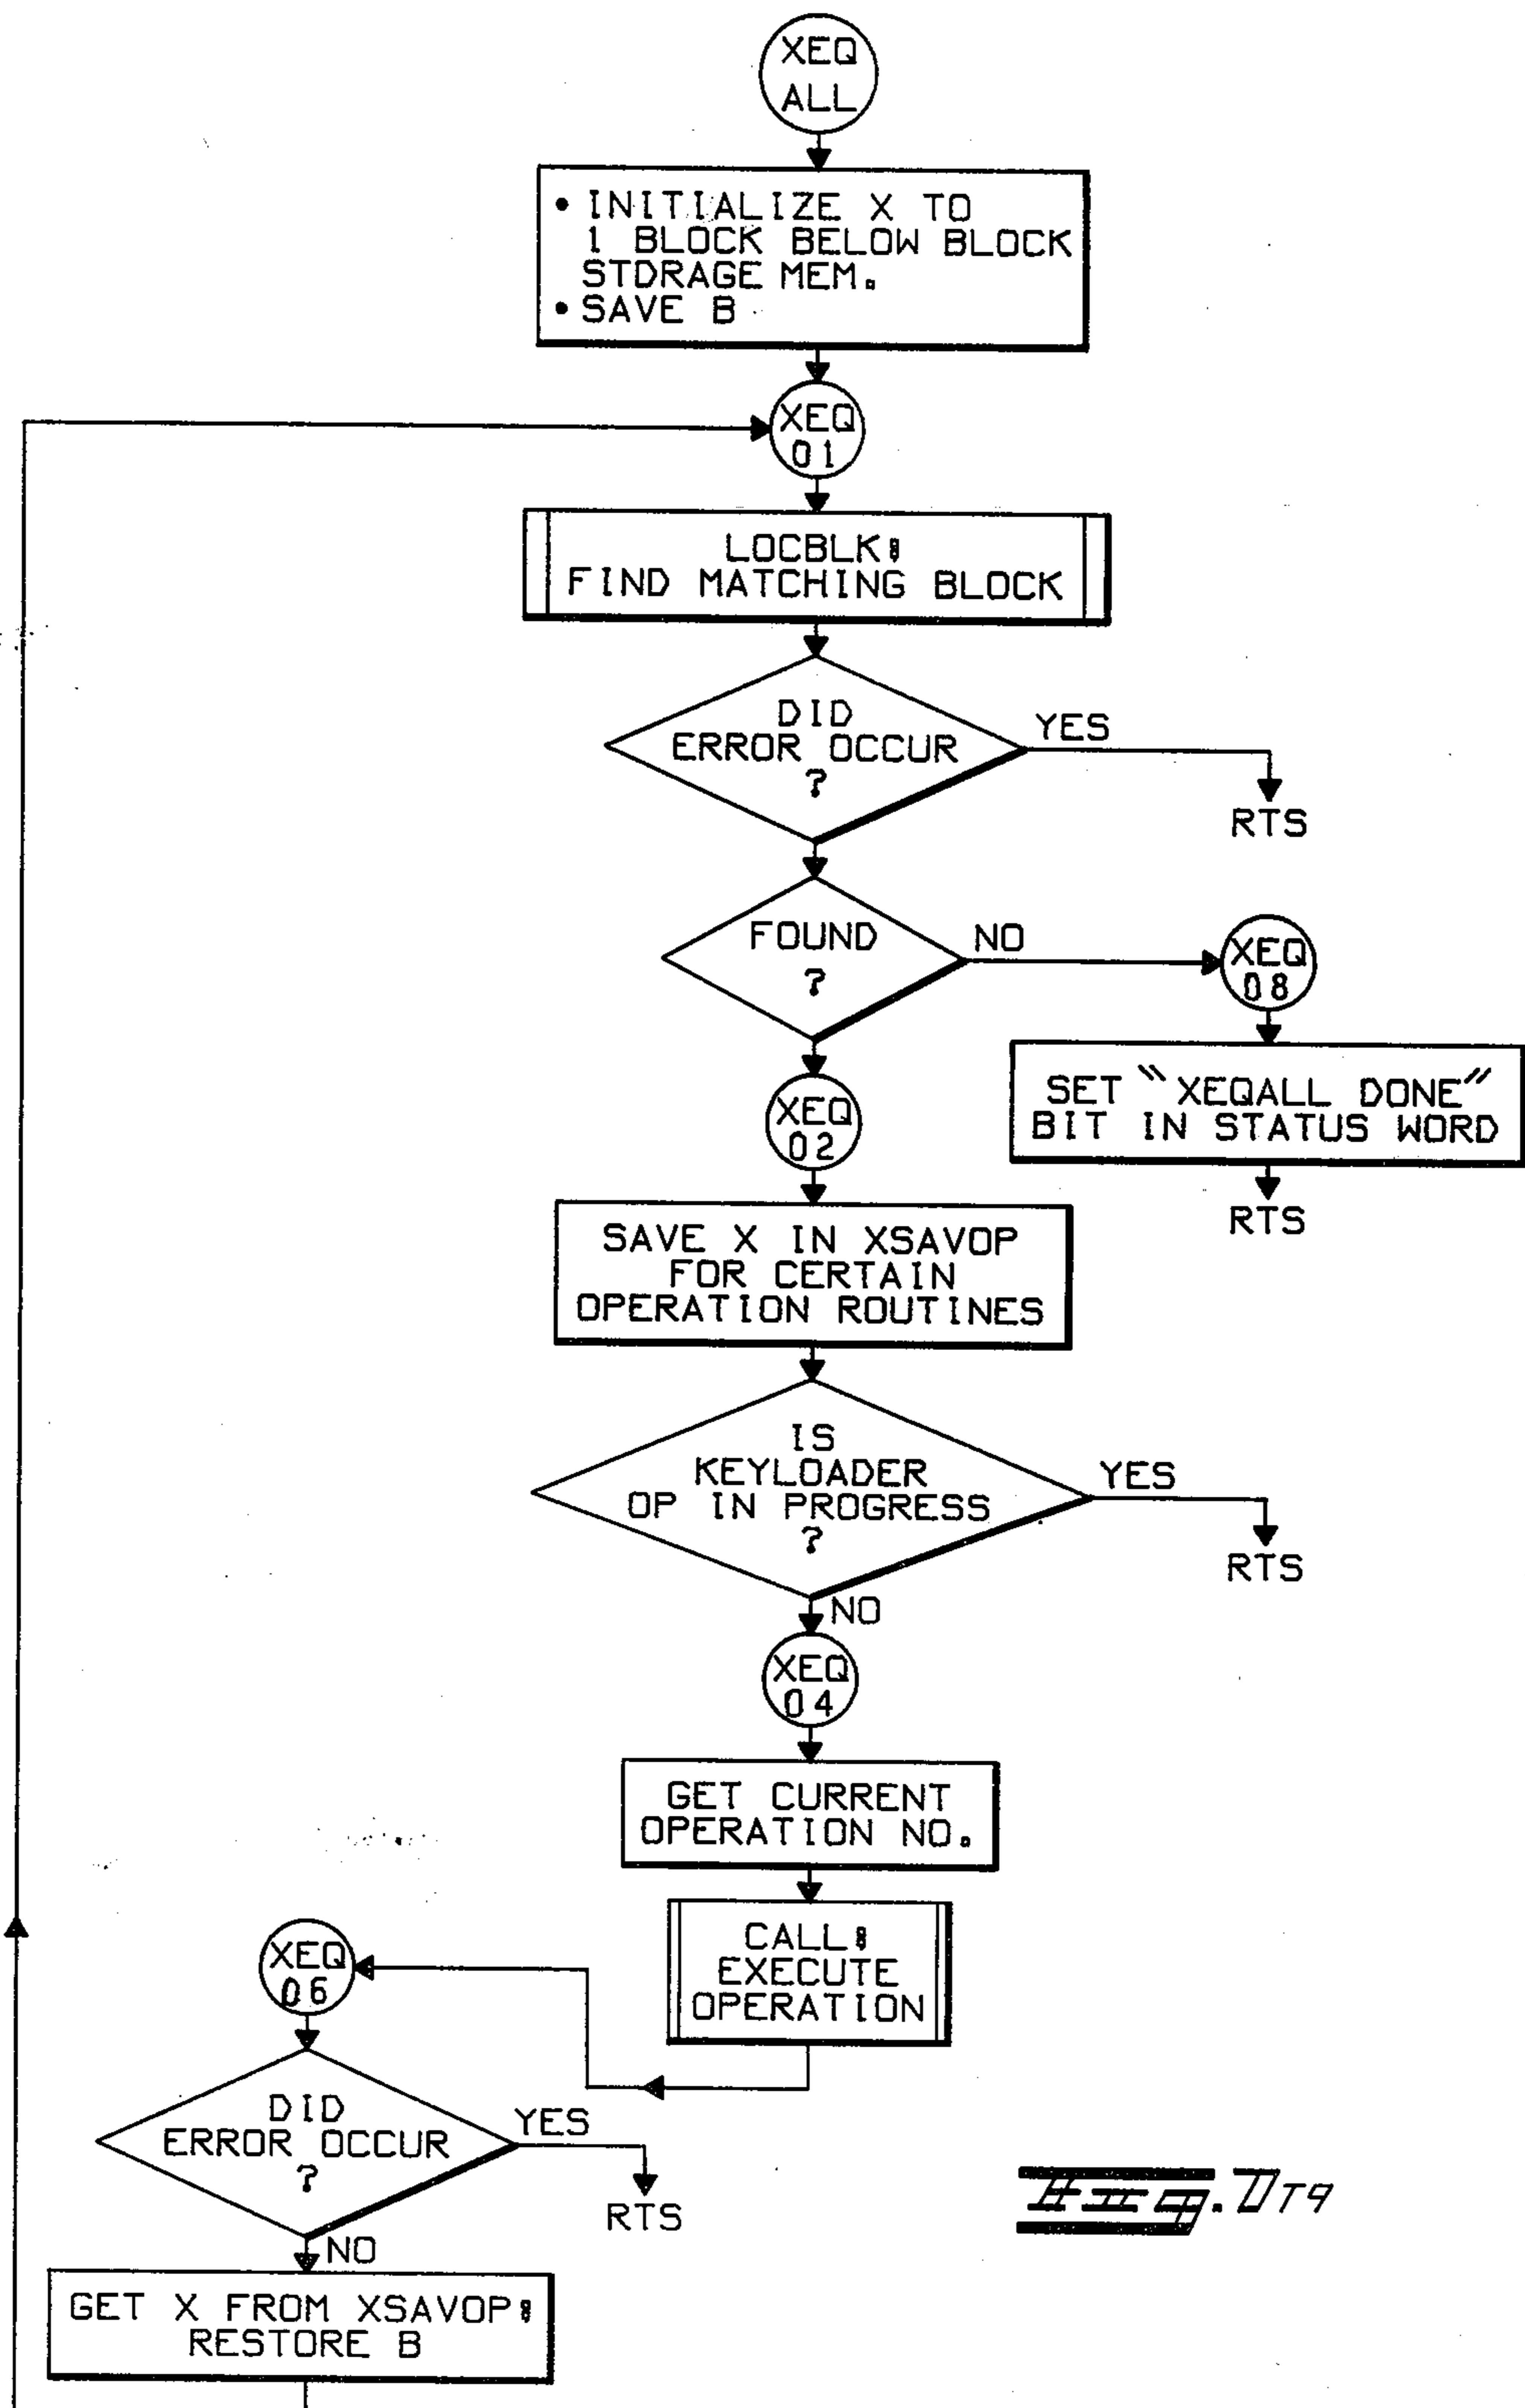 XEQ
ALL
• INITIALIZE X TO
1 BLOCK BELOW BLOCK
STORAGE MEM.
• SAVE B
XEQ
01
LOCBLK:
FIND MATCHING BLOCK
DID
ERROR OCCUR
?
YES
RTS
FOUND
?
NO
XEQ
08
SET "XEQALL DONE"
BIT IN STATUS WORD
RTS
XEQ
02
SAVE X IN XSAVOP
FOR CERTAIN
OPERATION ROUTINES
IS
KEYLOADER
OP IN PROGRESS
?
YES
RTS
NO
XEQ
04
GET CURRENT
OPERATION NO.
CALL:
EXECUTE
OPERATION
XEQ
06
DID
ERROR OCCUR
?
YES
RTS
NO
GET X FROM XSAVOP:
RESTORE B
Fig. 7DT9